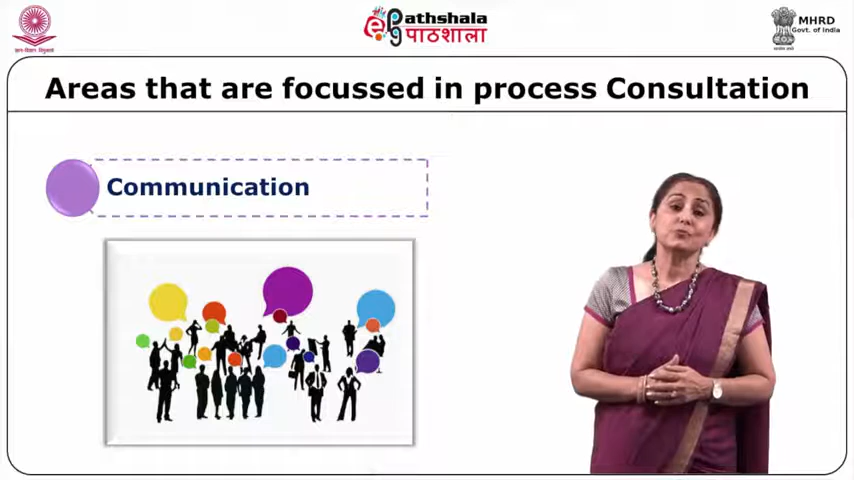 ePathshala
पाठशाला
MHRD
Govt. of India
Areas that are focussed in process Consultation
Communication